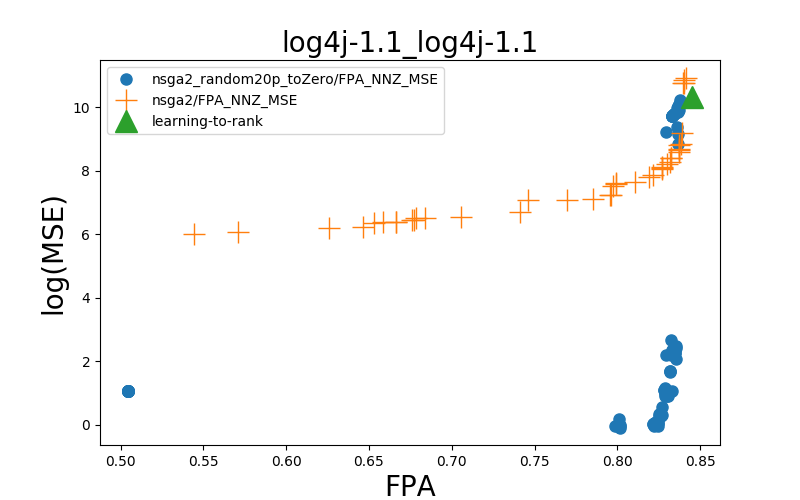 log4j-1.1_log4j-1.1
nsga2_random20p_toZero/FPA_NNZ_MSE
nsga2/FPA_NNZ_MSE
learning-to-rank
log(MSE)
10
8
6
4
2
0
0.50 0.55 0.60 0.65 0.70 0.75 0.80 0.85
FPA